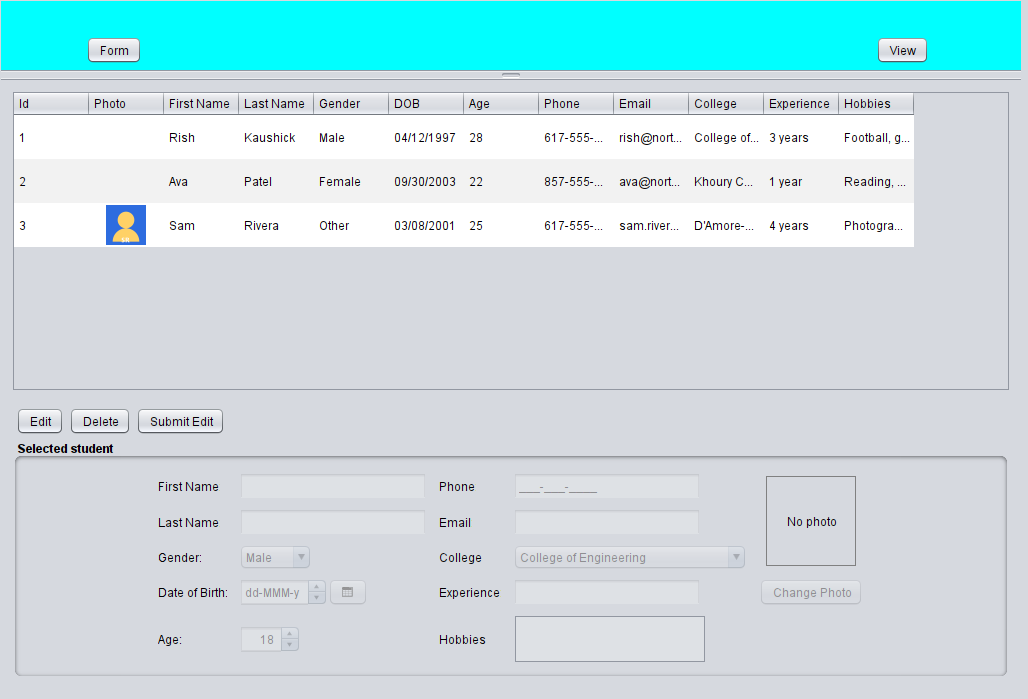 Form View
Id Photo First Name Last Name Gender DOB Age Phone Email College Experience Hobbies
1 Rish Kaushick Male 04/12/1997 28 617-555-... rish@nort... College of... 3 years Football, g...
2 Ava Patel Female 09/30/2003 22 857-555-... ava@nort... Khoury C... 1 year Reading, ...
3 Sam Rivera Other 03/08/2001 25 617-555-... sam.river... D'Amore-... 4 years Photogra...
Edit Delete Submit Edit
Selected student
First Name Phone ___-___-____
Last Name Email No photo
Gender: Male College College of Engineering
Date of Birth: dd-MMM-y Experience Change Photo
Age: 18 Hobbies